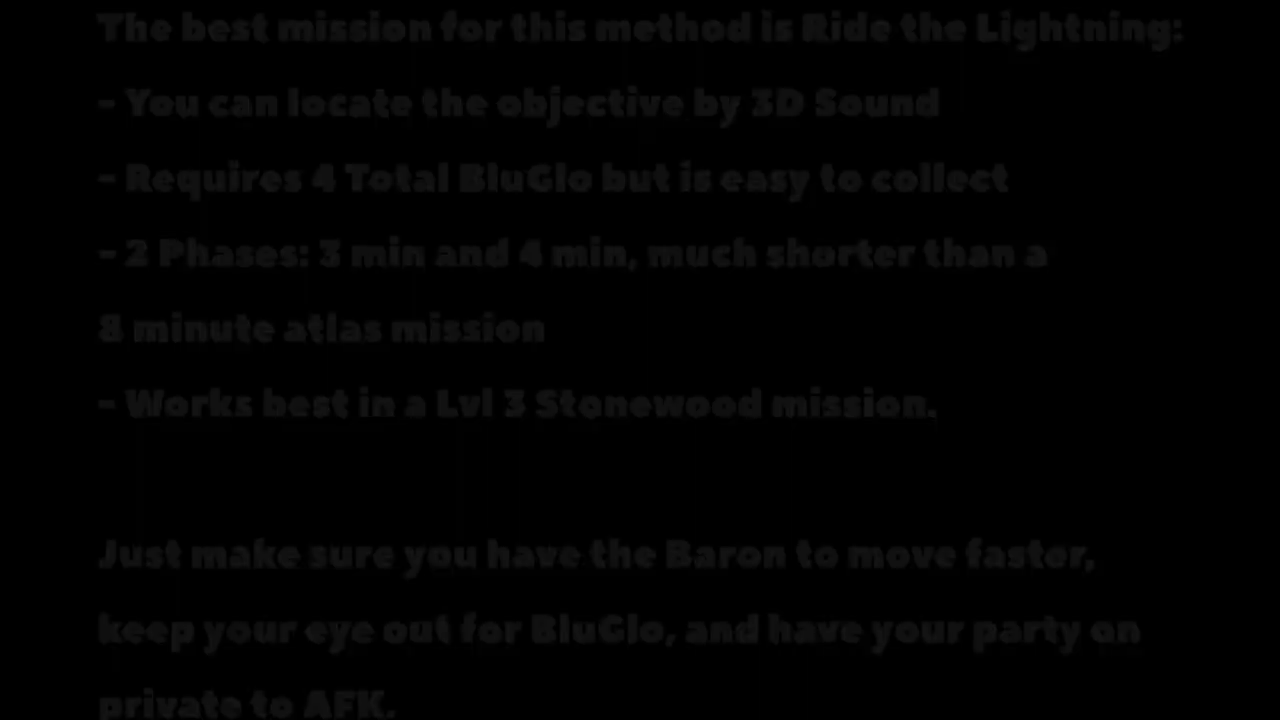 The best mission for this method is Ride the Lightning:
- You can locate the objective by 3D Sound
- Requires 4 Total BluGlo but is easy to collect
- 2 Phases: 3 min and 4 min, much shorter than a
8 minute atlas mission
- Works best in a Lvl 3 Stonewood mission.
Just make sure you have the Baron to move faster,
keep your eye out for BluGlo, and have your party on
private to AFK.